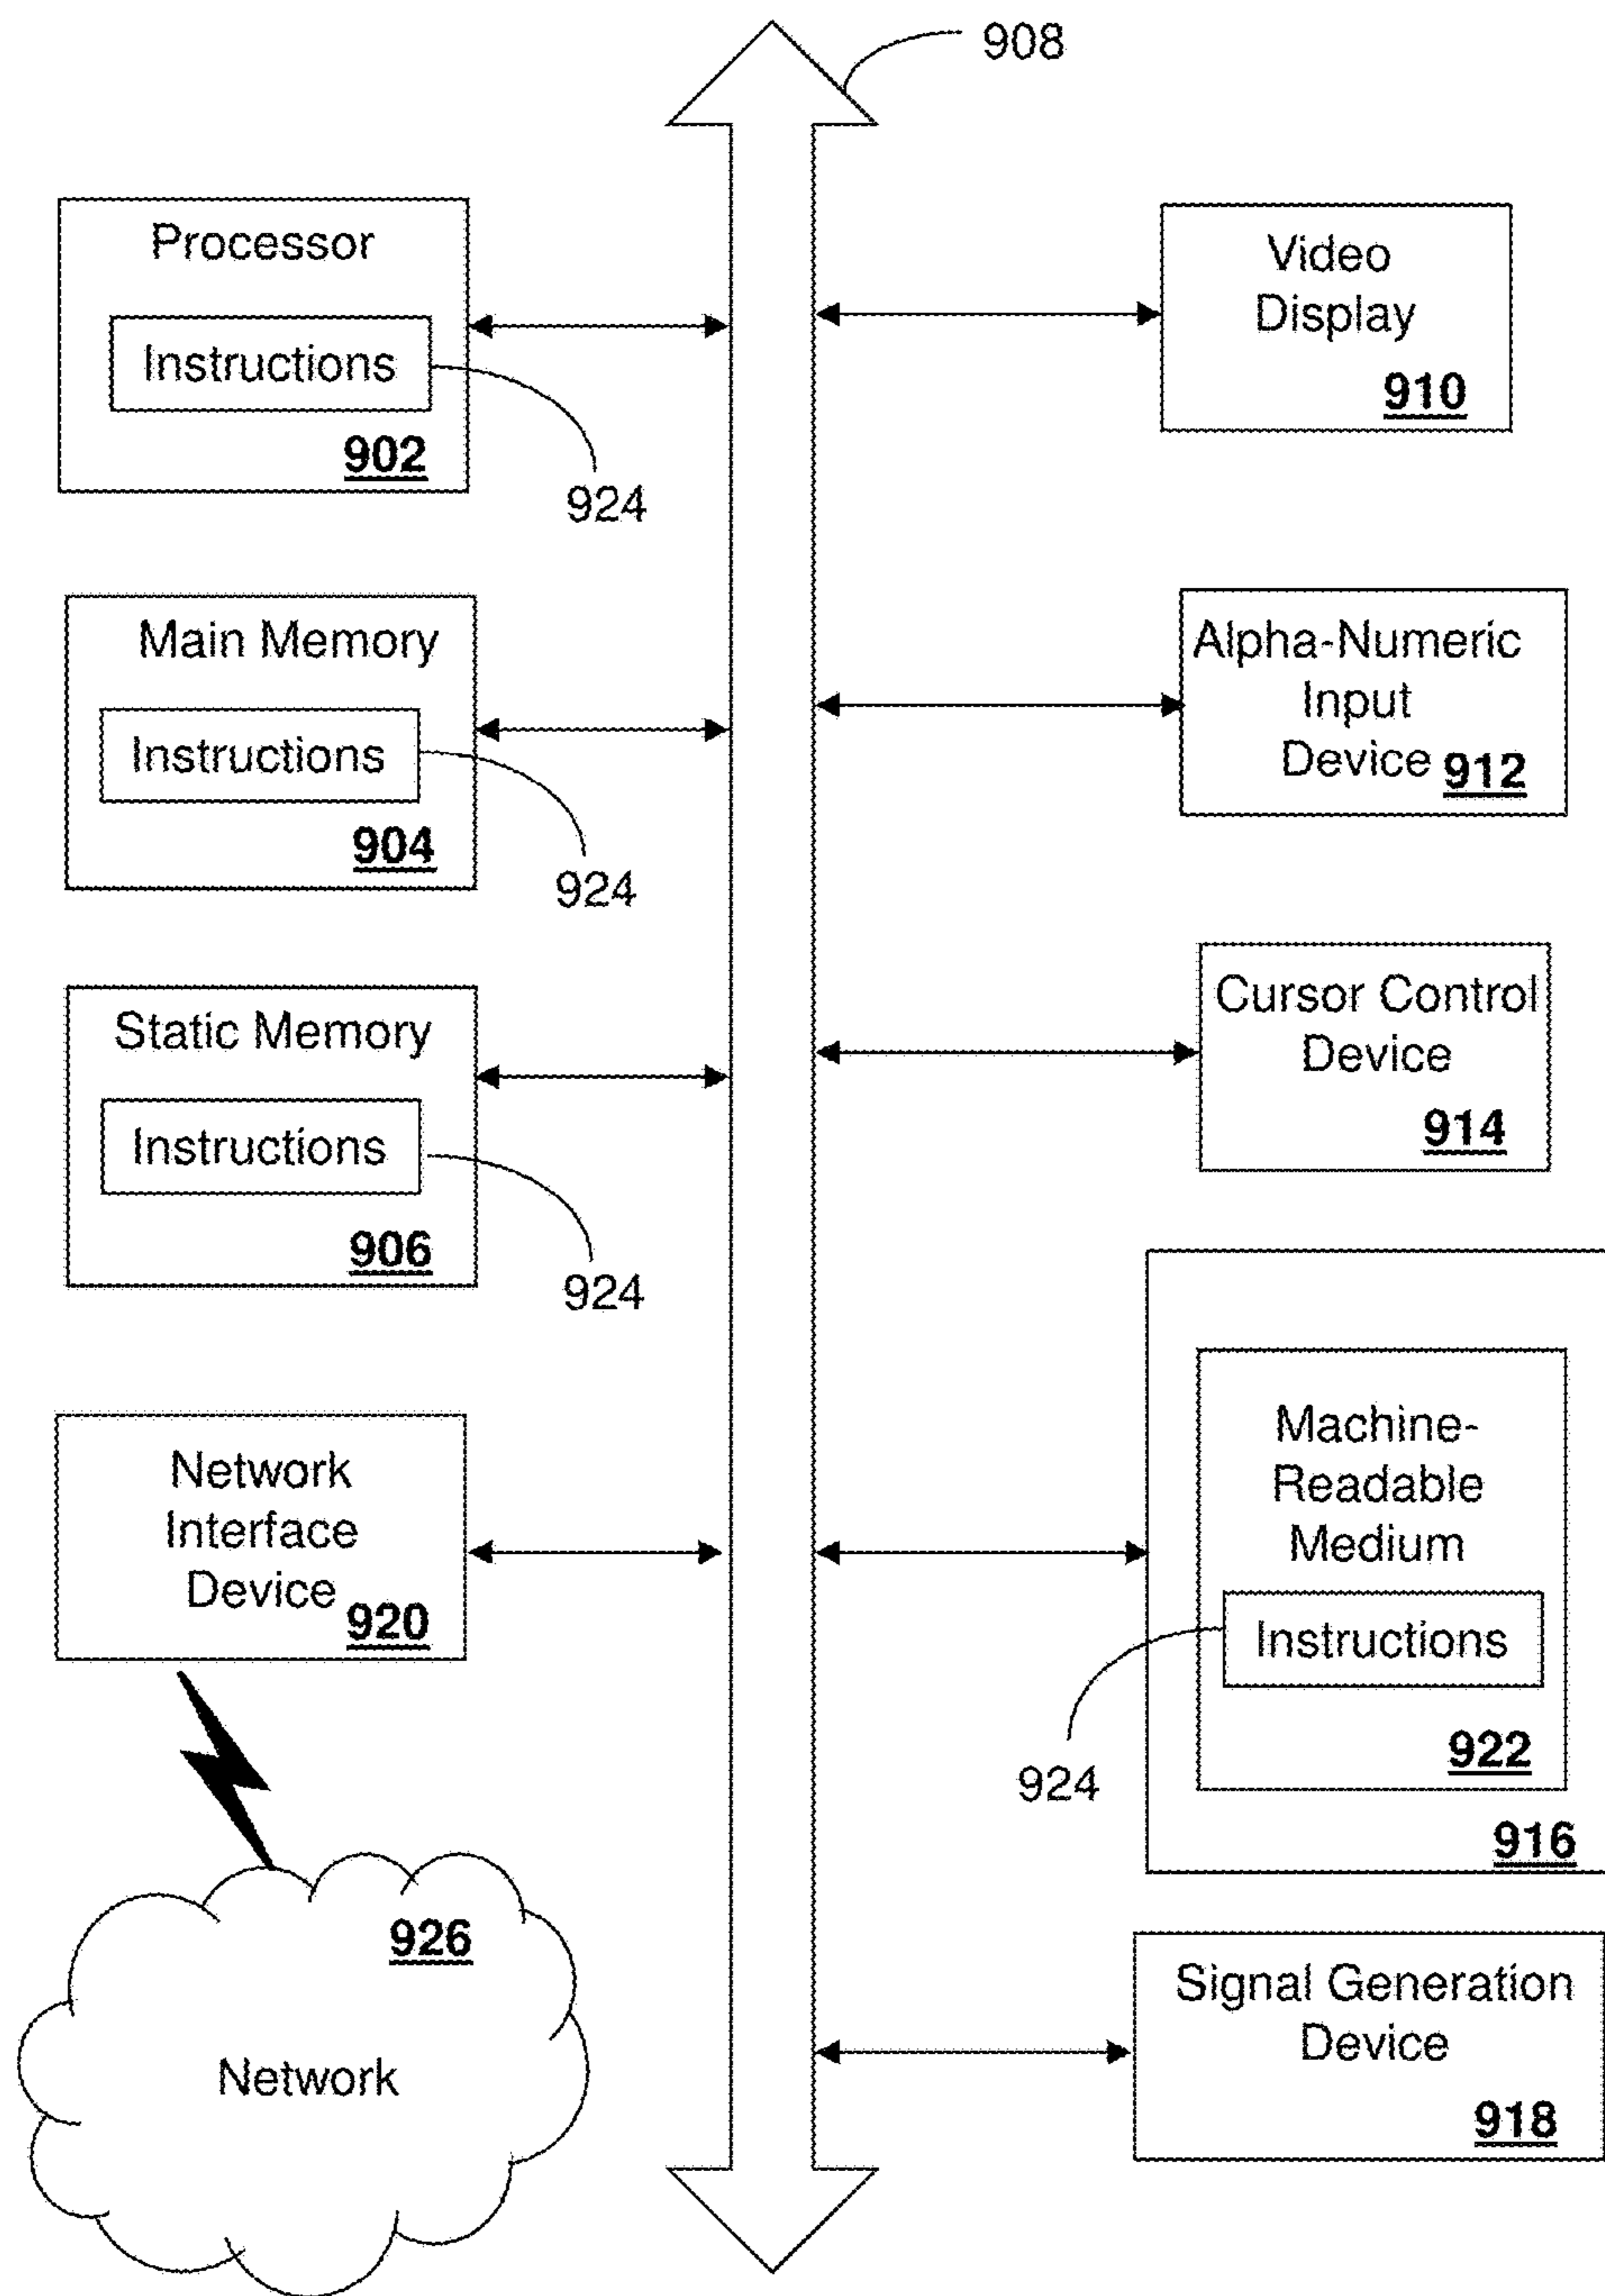 908
Processor
Instructions
902
924
Main Memory
Instructions
904
924
Static Memory
Instructions
906
924
Network
Interface
Device
920
926
Network
Video
Display
910
Alpha-Numeric
Input
Device
912
Cursor Control
Device
914
Machine-
Readable
Medium
Instructions
922
924
916
Signal Generation
Device
918